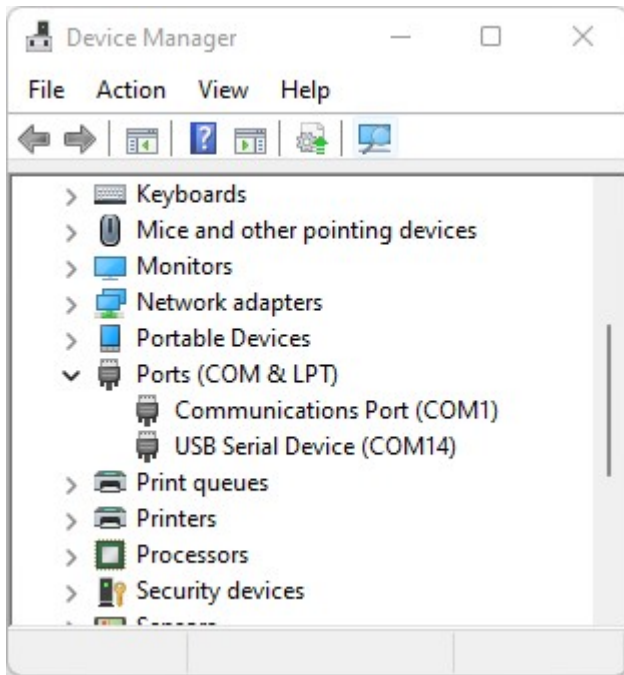 Device Manager
File Action View Help
Keyboards
Mice and other pointing devices
Monitors
Network adapters
Portable Devices
Ports (COM & LPT)
Communications Port (COM1)
USB Serial Device (COM14)
Print queues
Printers
Processors
Security devices